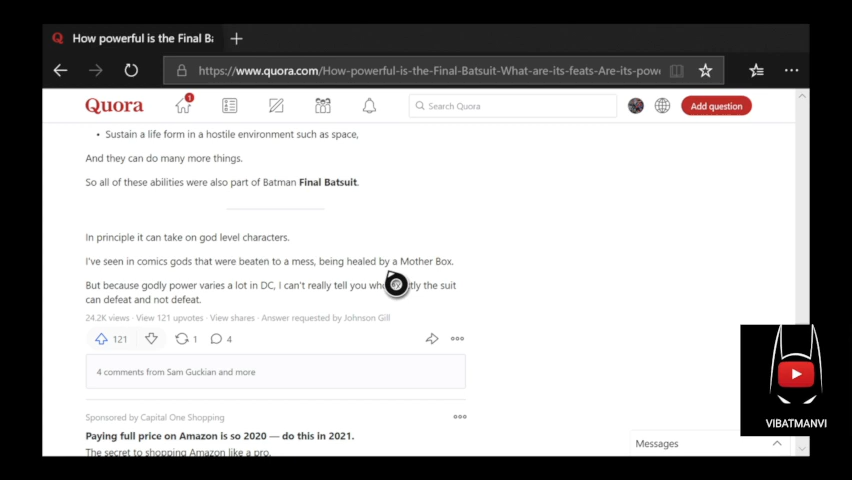 How powerful is the Final Ba
https://www.quora.com/How-powerful-is-the-Final-Batsuit-What-are-its-feats-Are-its-powe
Quora
1
Search Quora
Add question
• Sustain a life form in a hostile environment such as space,
And they can do many more things.
So all of these abilities were also part of Batman Final Batsuit.
In principle it can take on god level characters.
I've seen in comics gods that were beaten to a mess, being healed by a Mother Box.
But because godly power varies a lot in DC, I can't really tell you the suit
can defeat and not defeat.
24.2K views · View 121 upvotes · View shares · Answer requested by Johnson Gill
121
1
4
4 comments from Sam Guckian and more
Sponsored by Capital One Shopping
Paying full price on Amazon is so 2020 — do this in 2021.
The secret to shopping Amazon like a pro.
VIBATMANVI
Messages